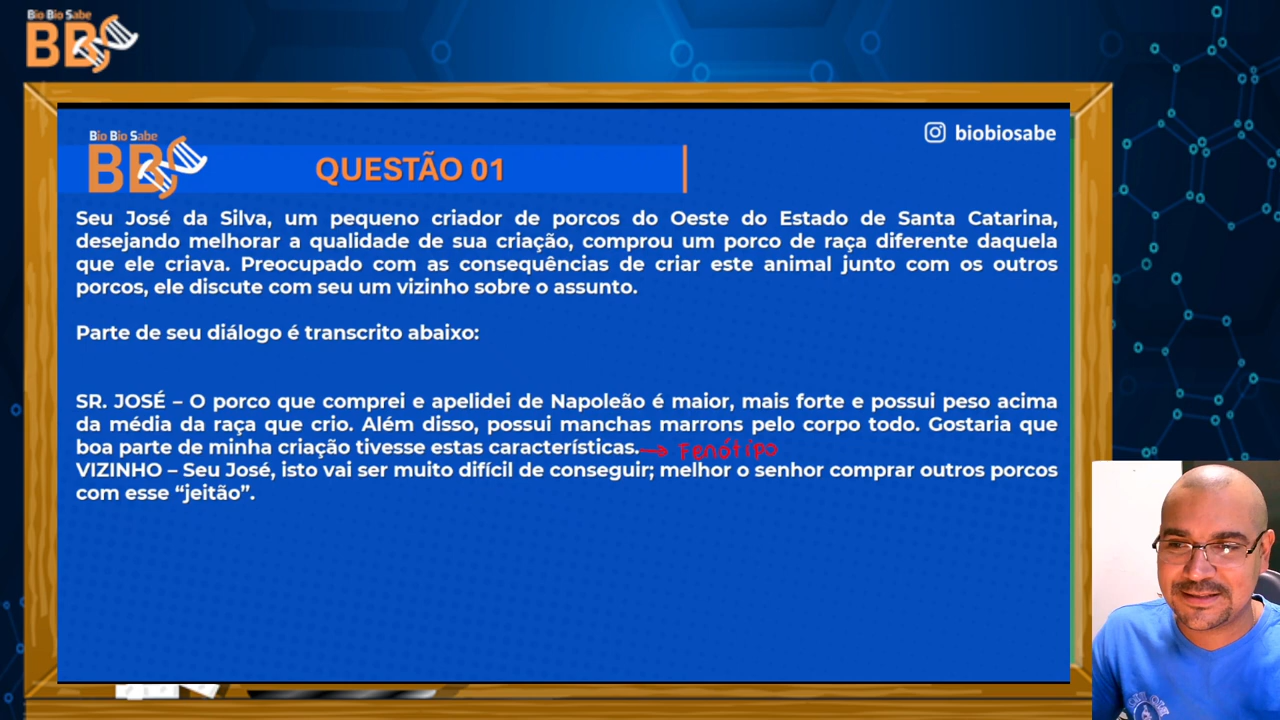 Bio Bio Sabe
BBS
Bio Bio Sabe
BBS
QUESTÃO 01
biobiosabe
Seu José da Silva, um pequeno criador de porcos do Oeste do Estado de Santa Catarina,
desejando melhorar a qualidade de sua criação, comprou um porco de raça diferente daquela
que ele criava. Preocupado com as consequências de criar este animal junto com os outros
porcos, ele discute com seu um vizinho sobre o assunto.
Parte de seu diálogo é transcrito abaixo:
SR. JOSÉ – O porco que comprei e apelidei de Napoleão é maior, mais forte e possui peso acima
da média da raça que crio. Além disso, possui manchas marrons pelo corpo todo. Gostaria que
boa parte de minha criação tivesse estas características. → Fenótipo
VIZINHO – Seu José, isto vai ser muito difícil de conseguir; melhor o senhor comprar outros porcos
com esse “jeitão”.